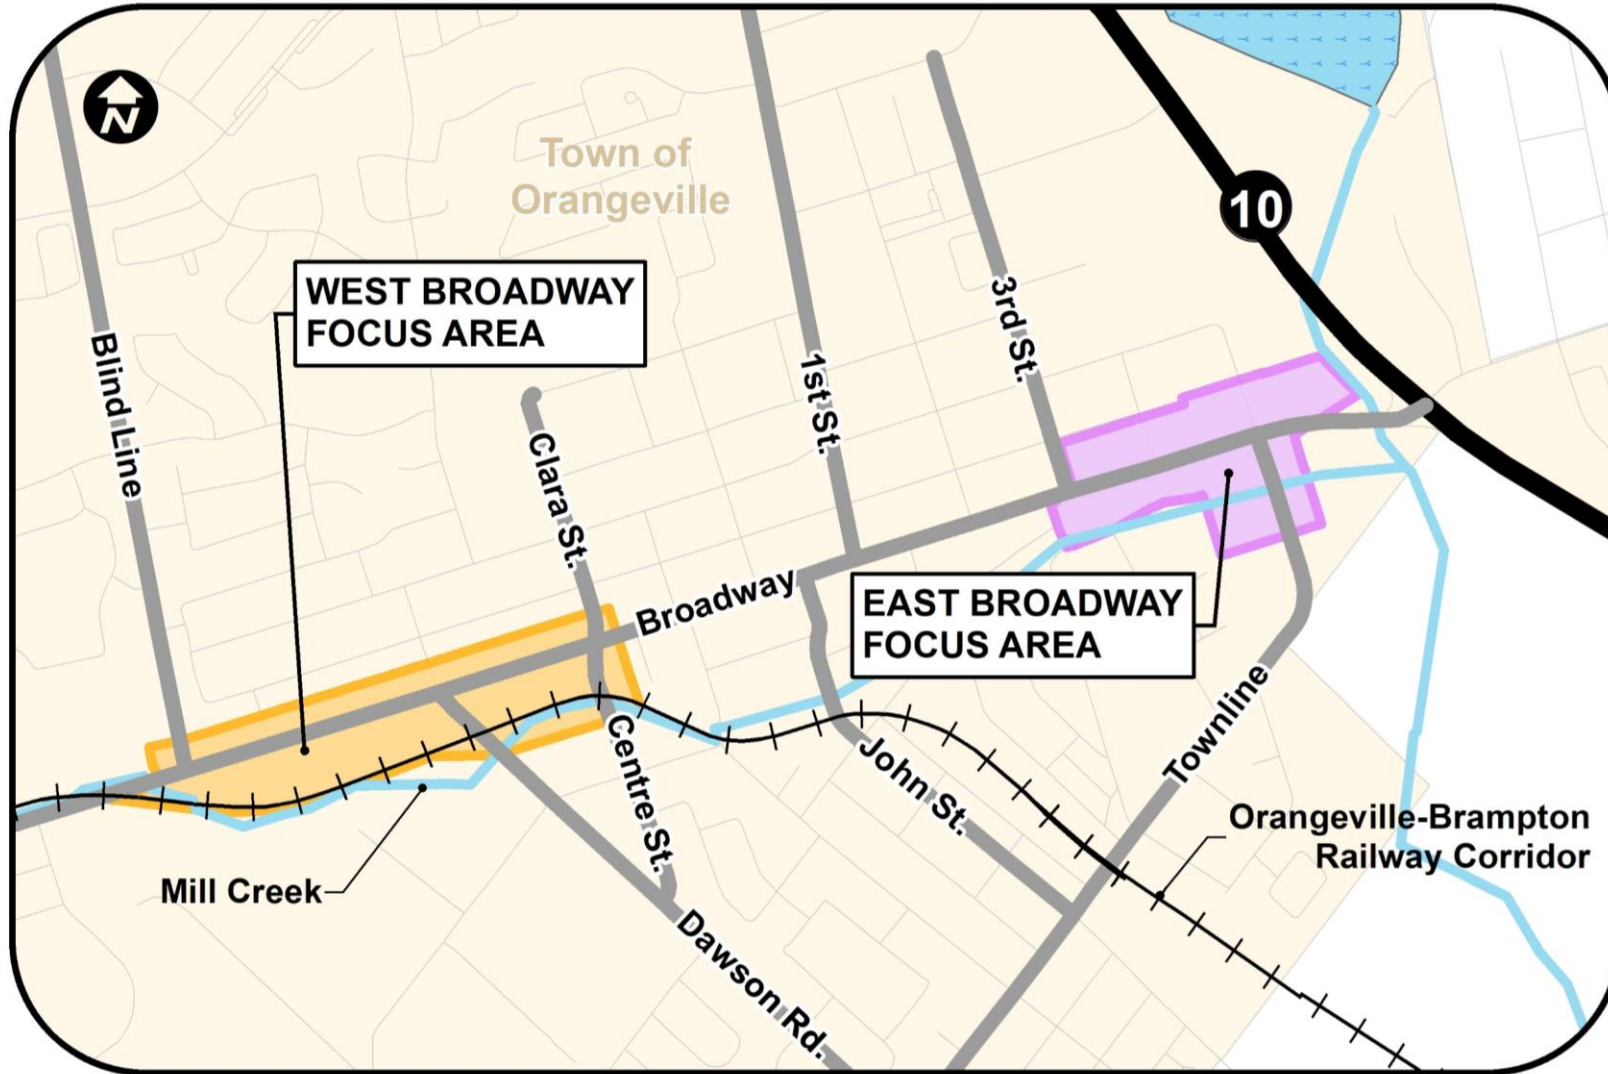 N
Town of
Orangeville
10
WEST BROADWAY
FOCUS AREA
3rd St.
Blind Line
1st St.
Clara St.
Broadway
EAST BROADWAY
FOCUS AREA
Townline
Centre St.
John St.
Orangeville-Brampton
Railway Corridor
Mill Creek
Dawson Rd.